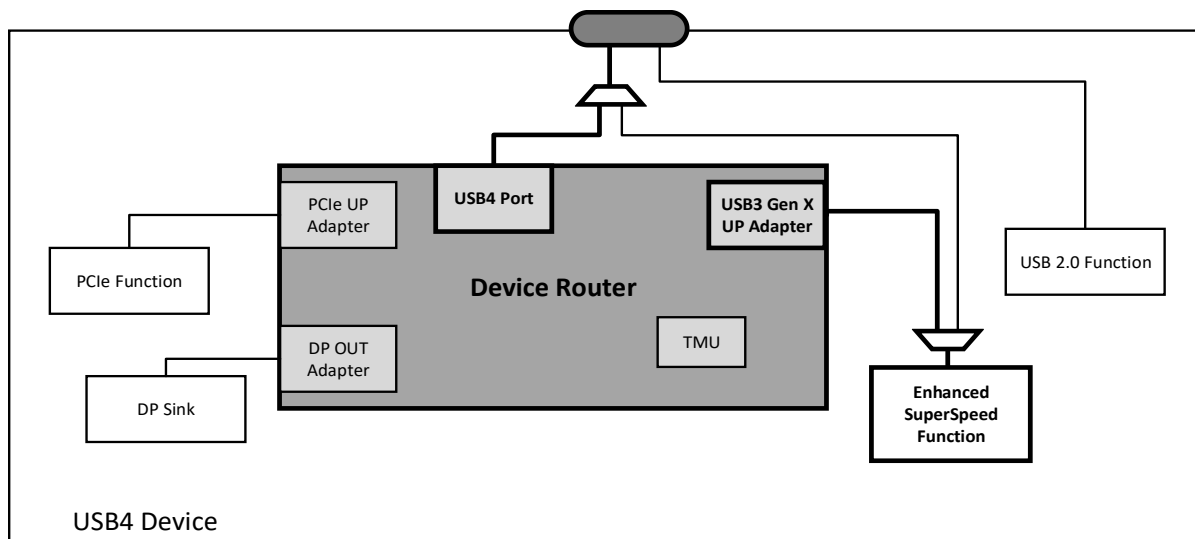 USB4 Port
PCIe UP
Adapter
USB3 Gen X
UP Adapter
PCIe Function
USB 2.0 Function
Device Router
TMU
DP OUT
Adapter
DP Sink
Enhanced
SuperSpeed
Function
USB4 Device